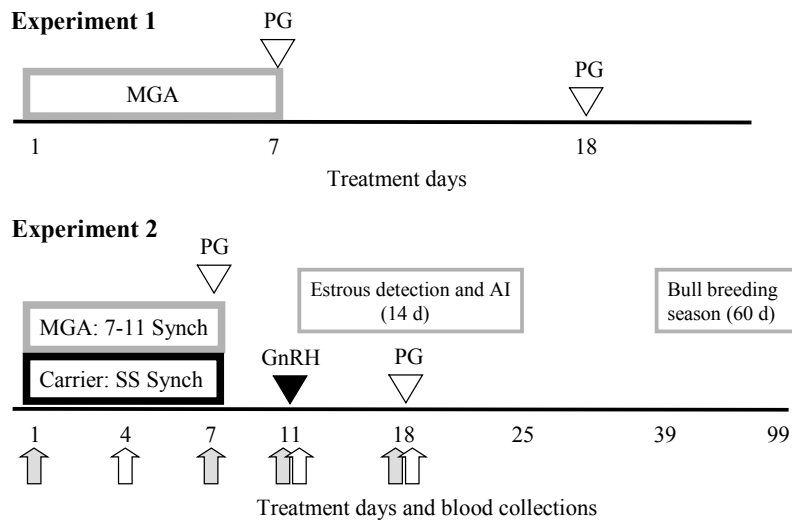 Experiment 1
PG
PG
MGA
1 7 18
Treatment days
Experiment 2
PG
Estrous detection and AI
(14 d)
Bull breeding
season (60 d)
MGA: 7-11 Synch
GnRH
PG
Carrier: SS Synch
1 4 7 11 18 25 39 99
Treatment days and blood collections